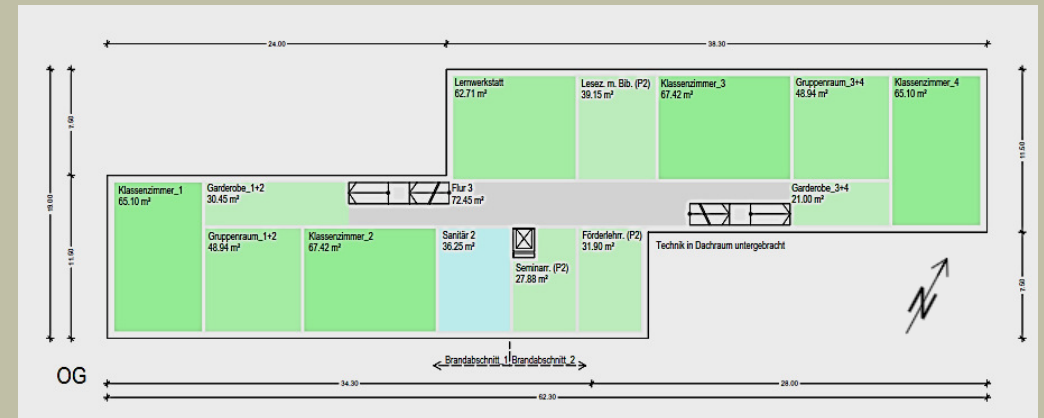 24.00
38.30
Lernwerkstatt
62.71 m²
Lesez. m. Bib. (P2)
39.15 m²
Klassenzimmer_3
67.42 m²
Gruppenraum_3+4
48.94 m²
Klassenzimmer_4
65.10 m²
7.50
19.00
11.50
11.50
7.50
Klassenzimmer_1
65.10 m²
Garderobe_1+2
30.45 m²
Flur 3
72.45 m²
Garderobe_3+4
21.00 m²
Gruppenraum_1+2
48.94 m²
Klassenzimmer_2
67.42 m²
Sanitär 2
36.25 m²
Seminarr. (P2)
27.88 m²
Förderlehrr. (P2)
31.90 m²
Technik in Dachraum untergebracht
N
Brandabschnitt_1
Brandabschnitt_2
OG
34.30
28.00
62.30